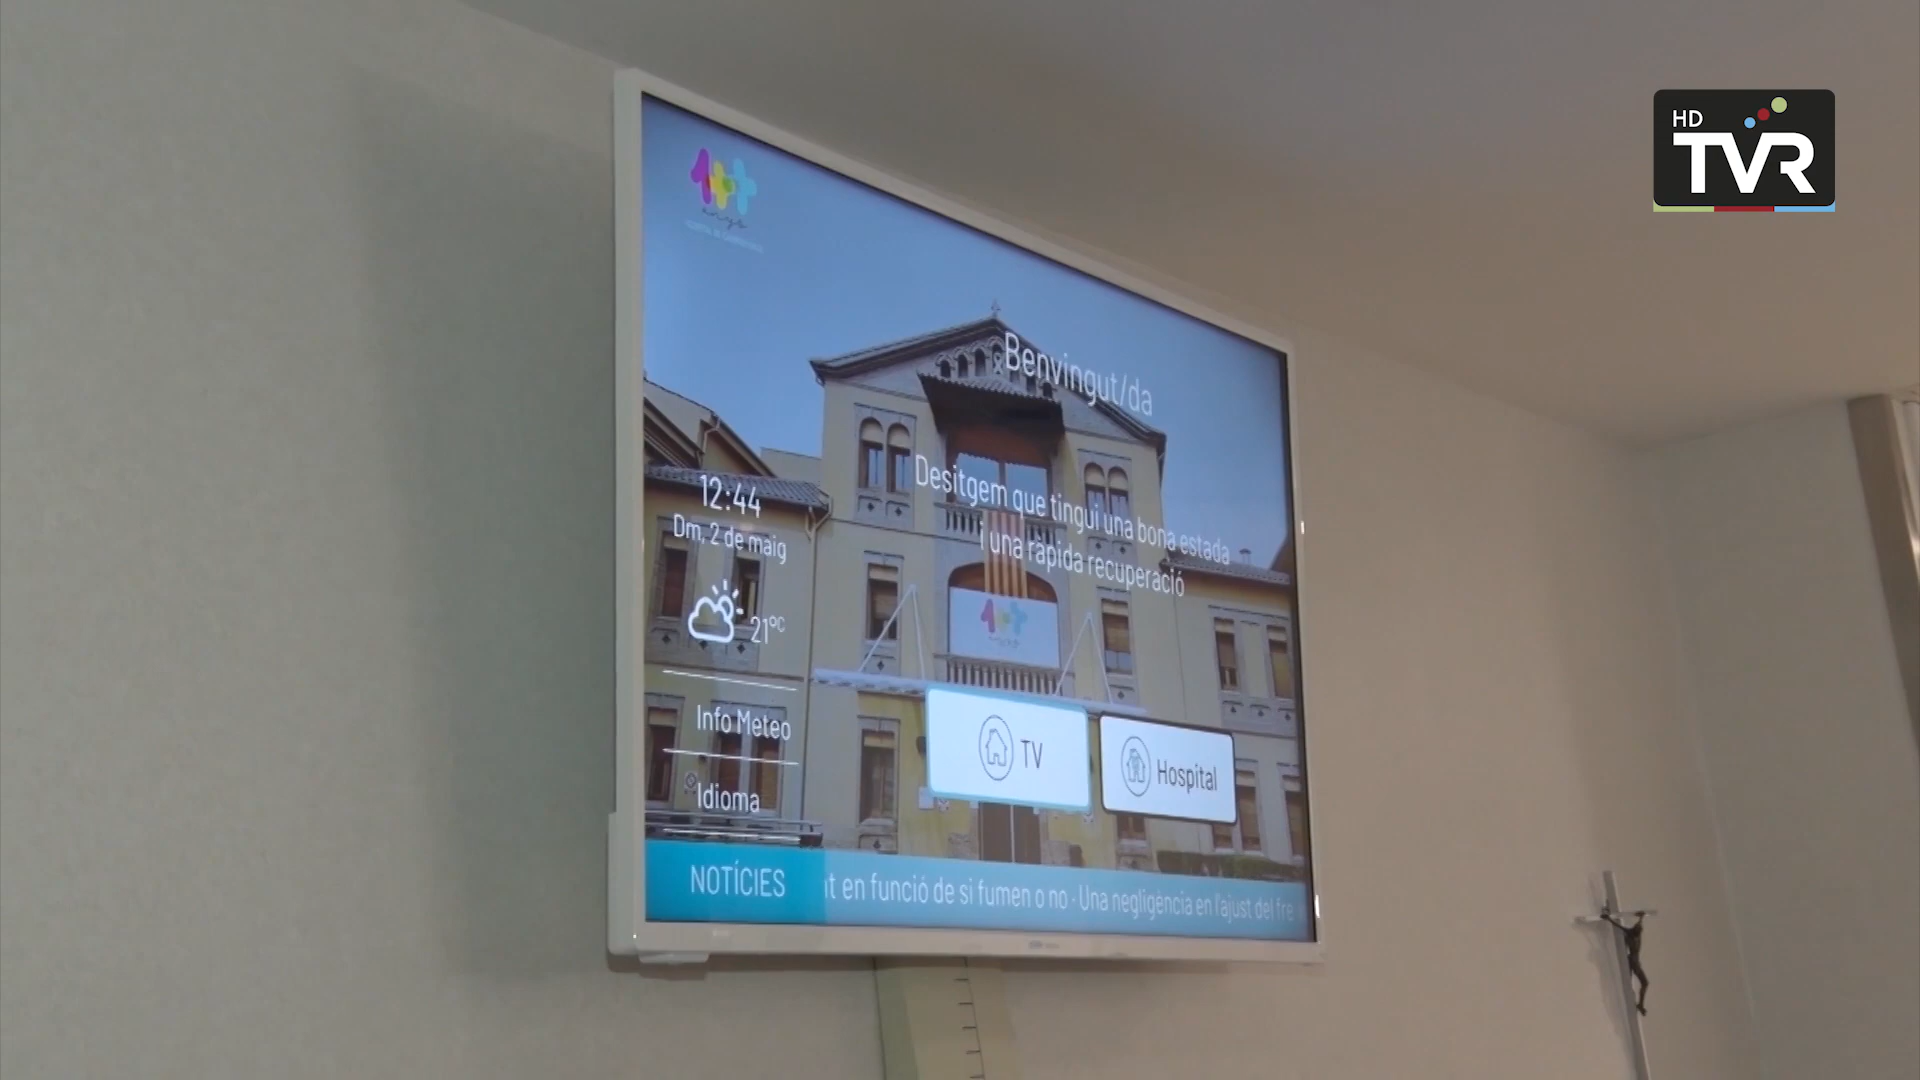 HD
TVR
anys
Benvingut/da
Desitgem que tingui una bona estada
i una ràpida recuperació
12:44
Dm, 2 de maig
21ºC
Info Meteo
Idioma
TV
Hospital
NOTÍCIES
t en funció de si fumen o no · Una negligència en l'ajust del fre